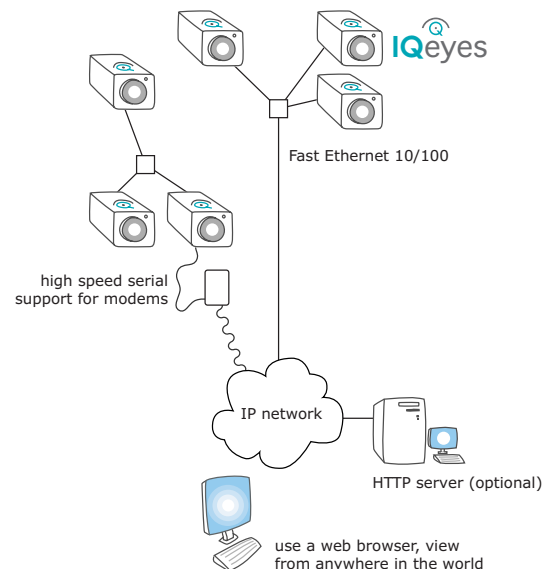 IQeyes
Fast Ethernet 10/100
high speed serial
support for modems
IP network
HTTP server (optional)
use a web browser, view
from anywhere in the world